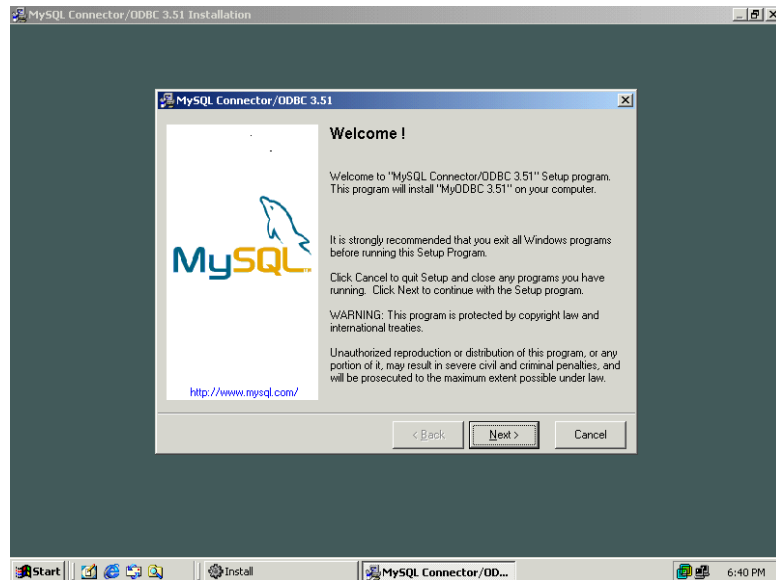 MySQL Connector/ODBC 3.51 Installation
MySQL Connector/ODBC 3.51
Welcome !
Welcome to "MySQL Connector/ODBC 3.51" Setup program.
This program will install "MyODBC 3.51" on your computer.
It is strongly recommended that you exit all Windows programs
before running this Setup Program.
Click Cancel to quit Setup and close any programs you have
running. Click Next to continue with the Setup program.
WARNING: This program is protected by copyright law and
international treaties.
Unauthorized reproduction or distribution of this program, or any
portion of it, may result in severe civil and criminal penalties, and
will be prosecuted to the maximum extent possible under law.
MySQL
http://www.mysql.com/
< Back
Next >
Cancel
Start
Install
MySQL Connector/OD...
6:40 PM